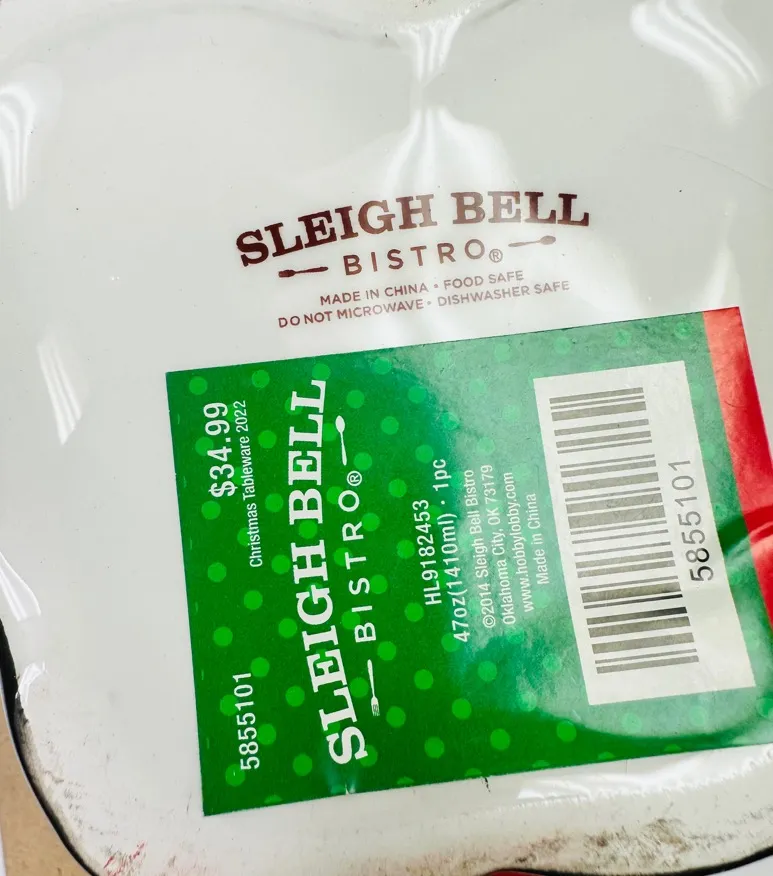 SLEIGH BELL
BISTRO®
MADE IN CHINA • FOOD SAFE
DO NOT MICROWAVE • DISHWASHER SAFE
$34.99
Christmas Tableware 2022
5855101
SLEIGH BELL
BISTRO®
HL9182453
47oz(1410ml) • 1pc
©2014 Sleigh Bell Bistro
Oklahoma City, OK 73179
www.hobbylobby.com
Made in China
5855101